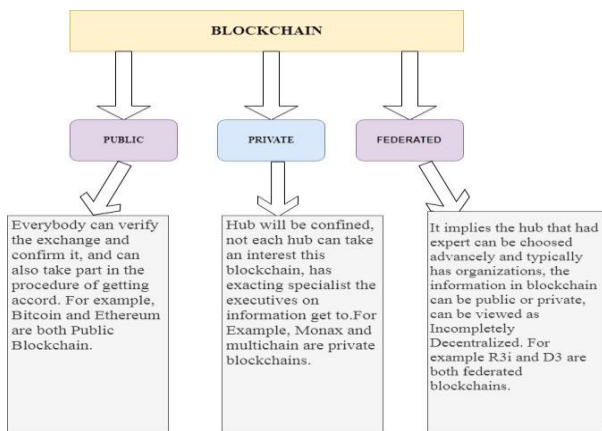 BLOCKCHAIN
PUBLIC
PRIVATE
FEDERATED
Everybody can verify
the exchange and
confirm it, and can
also take part in the
procedure of getting
accord. For example,
Bitcoin and Ethereum
are both Public
Blockchain.
Hub will be confined,
not each hub can take
an interest this
blockchain, has
exacting specialist the
executives on
information get to.For
Example, Monax and
multichain are private
blockchains.
It implies the hub that had
expert can be choosed
advancely and typically
has organizations, the
information in blockchain
can be public or private,
can be viewed as
Incompletely
Decentralized. For
example R3i and D3 are
both federated
blockchains.